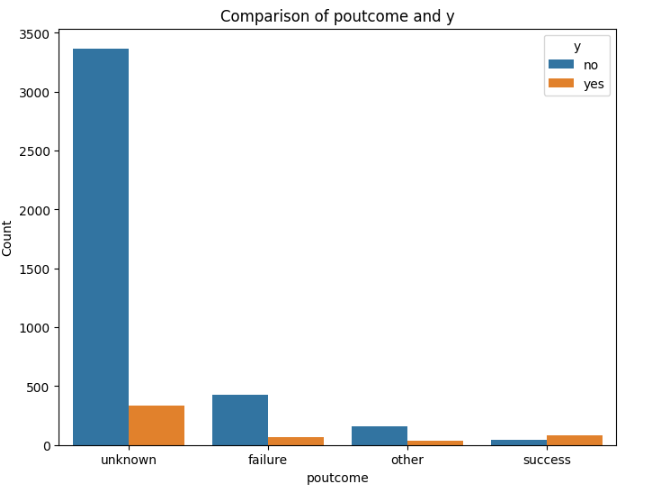 Comparison of poutcome and y
y
no
yes
3500
3000
2500
2000
1500
1000
500
0
Count
unknown failure other success
poutcome